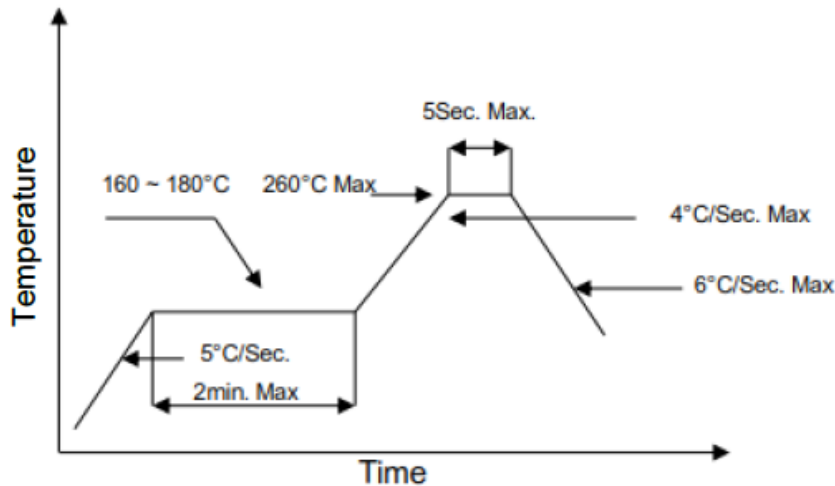 5Sec. Max.
160 ~ 180°C
260°C Max
4°C/Sec. Max
6°C/Sec. Max
5°C/Sec.
2min. Max
Temperature
Time